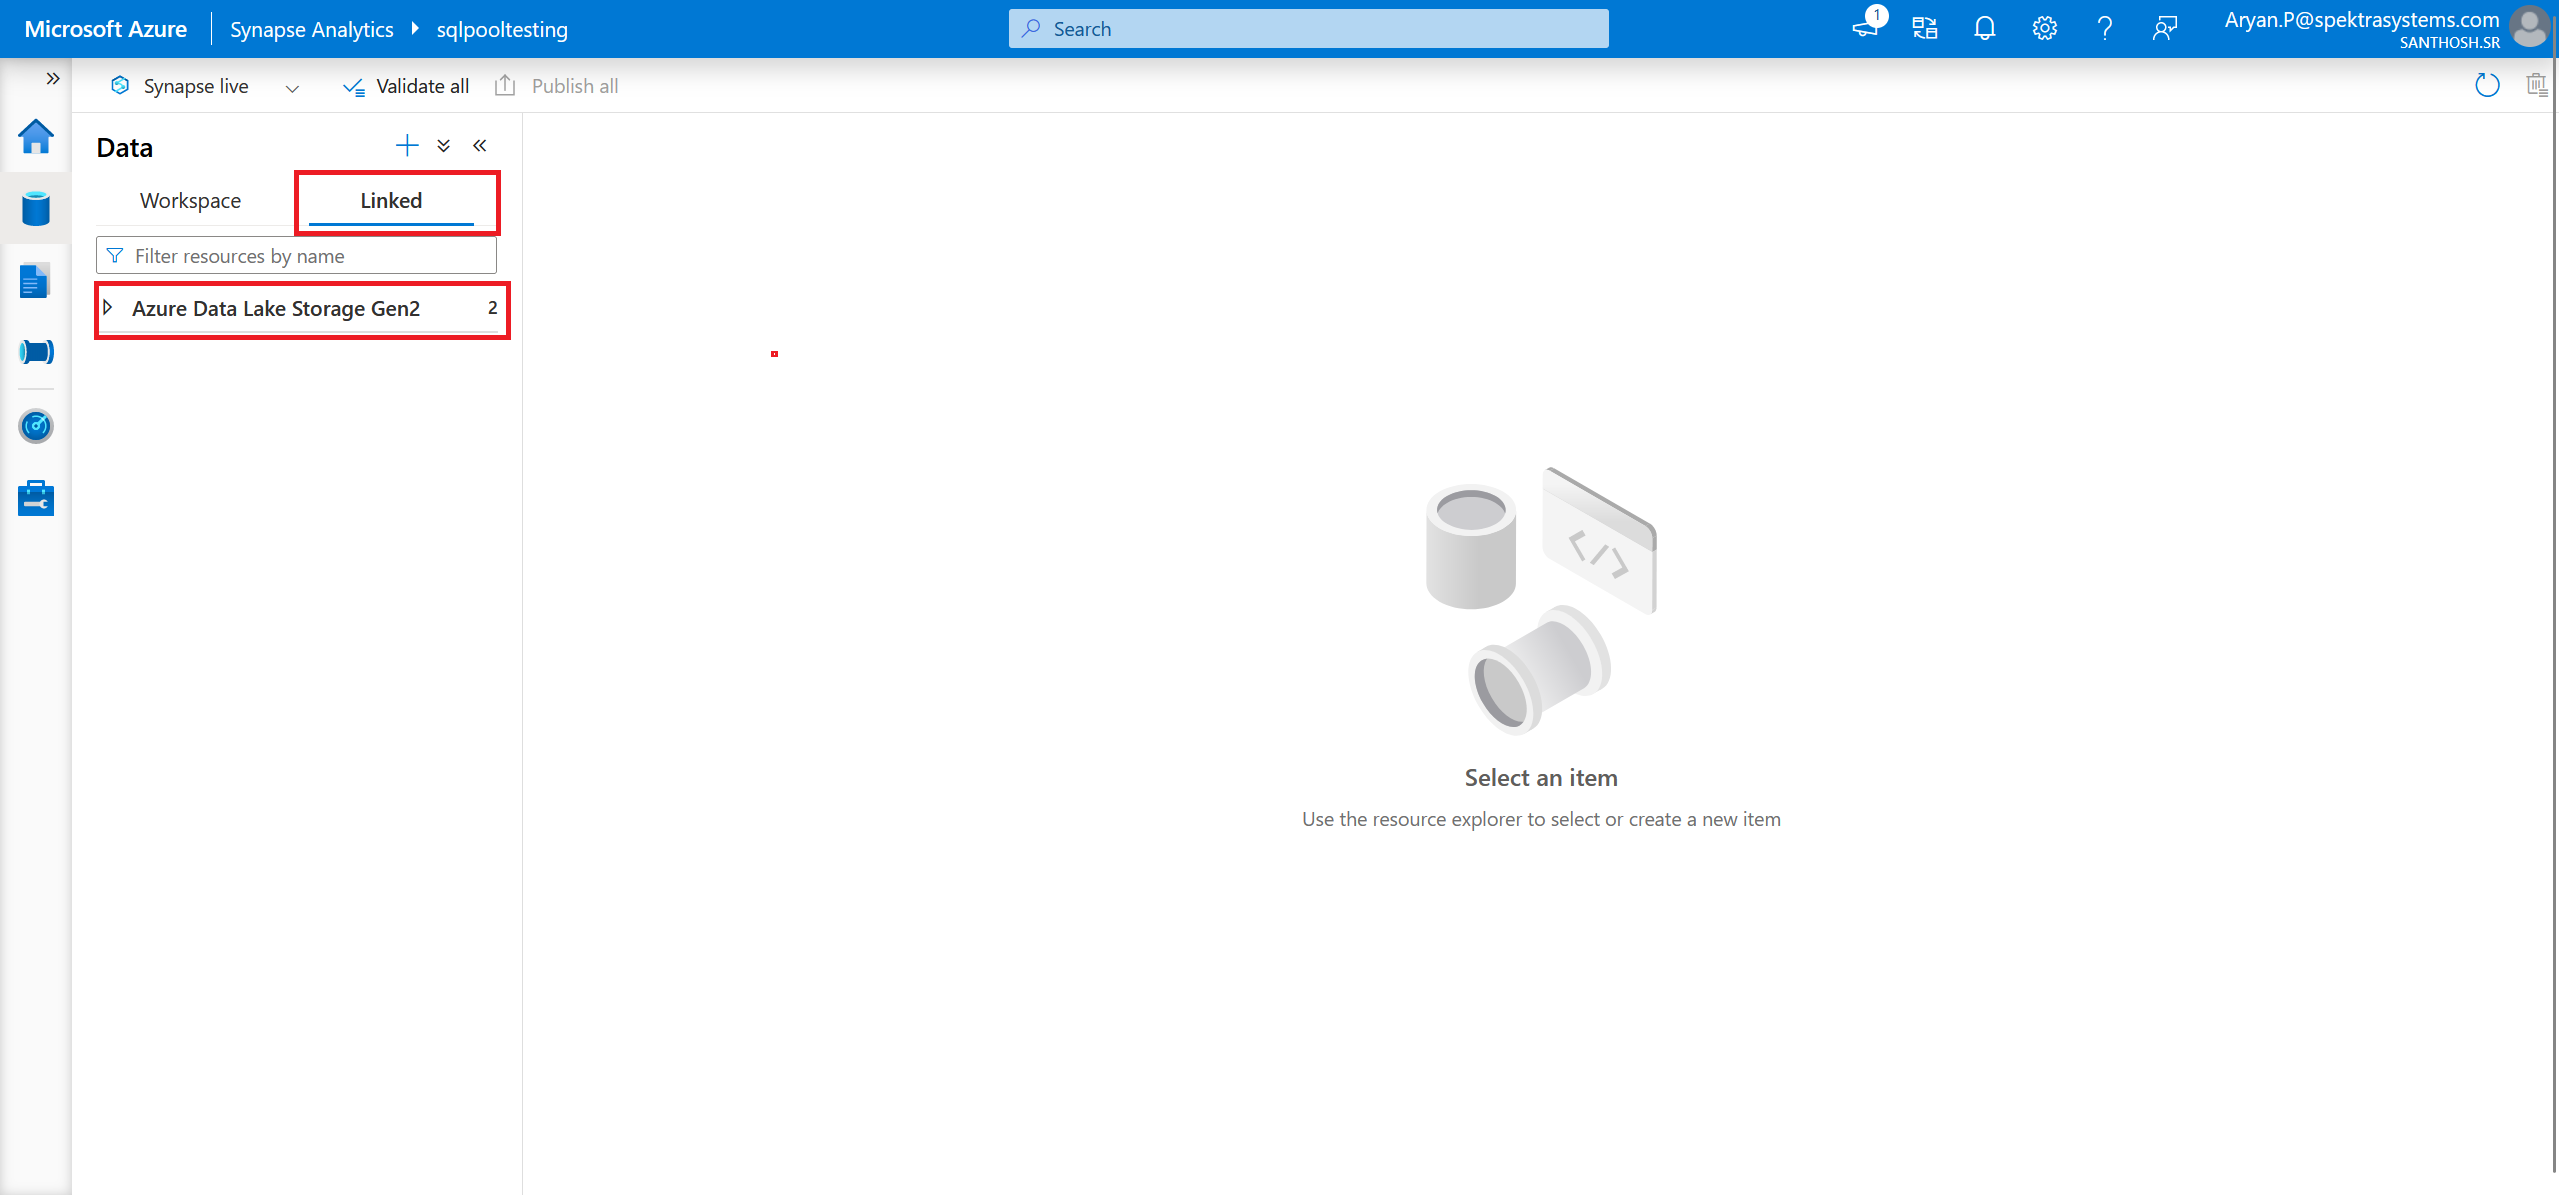 Microsoft Azure
Synapse Analytics
sqlpooltesting
Search
1
Aryan.P@spektrasystems.com
SANTHOSH.SR
Synapse live
Validate all
Publish all
Data
Workspace
Linked
Filter resources by name
Azure Data Lake Storage Gen2 2
Select an item
Use the resource explorer to select or create a new item